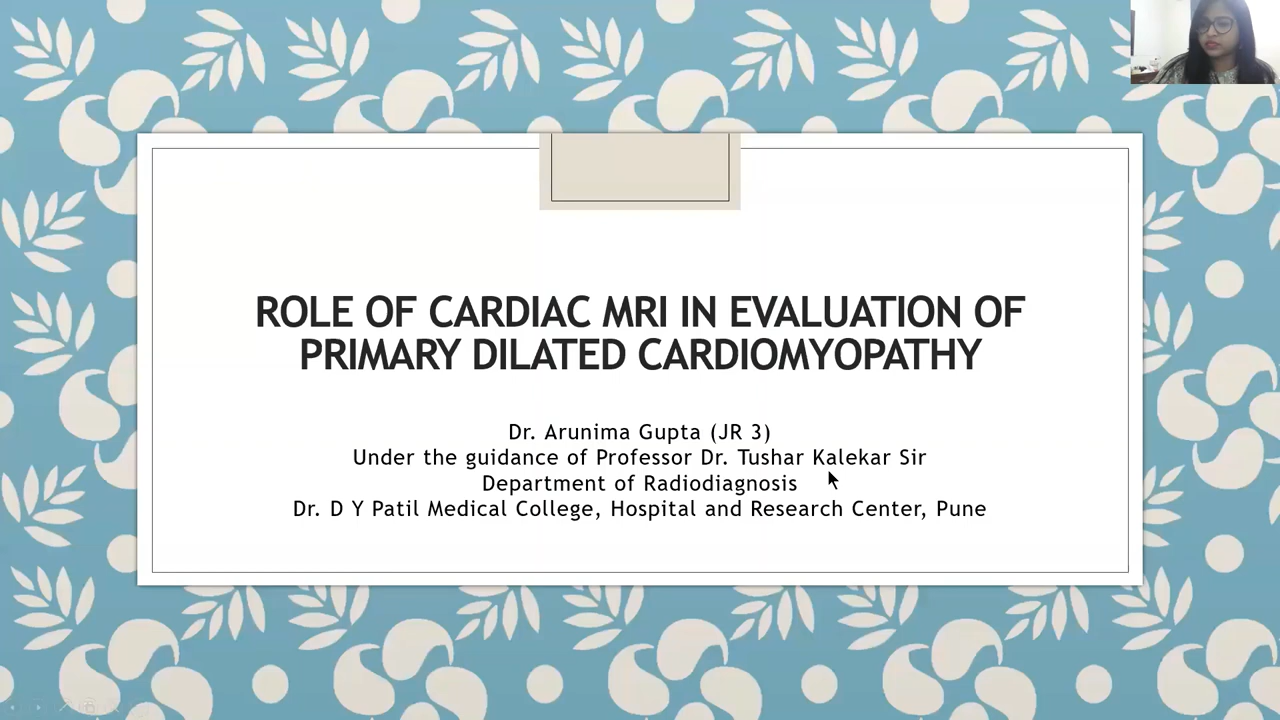 ROLE OF CARDIAC MRI IN EVALUATION OF
PRIMARY DILATED CARDIOMYOPATHY
Dr. Arunima Gupta (JR 3)
Under the guidance of Professor Dr. Tushar Kalekar Sir
Department of Radiodiagnosis
Dr. D Y Patil Medical College, Hospital and Research Center, Pune